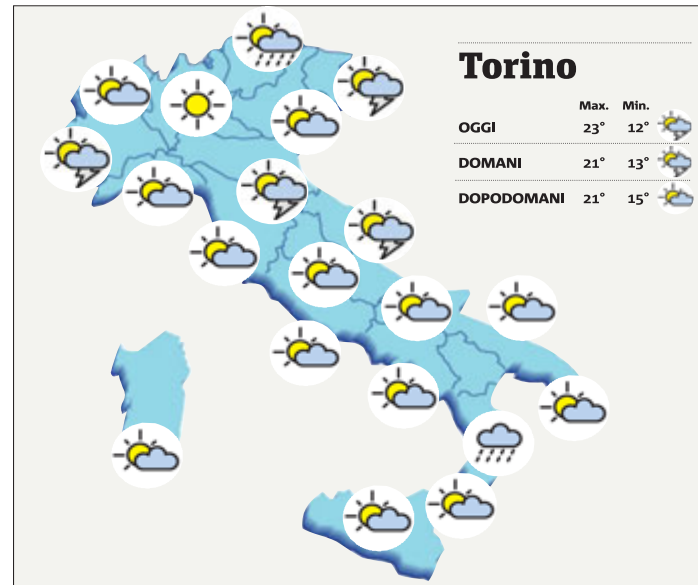 Torino
Max. Min.
OGGI 23° 12°
DOMANI 21° 13°
DOPODOMANI 21° 15°